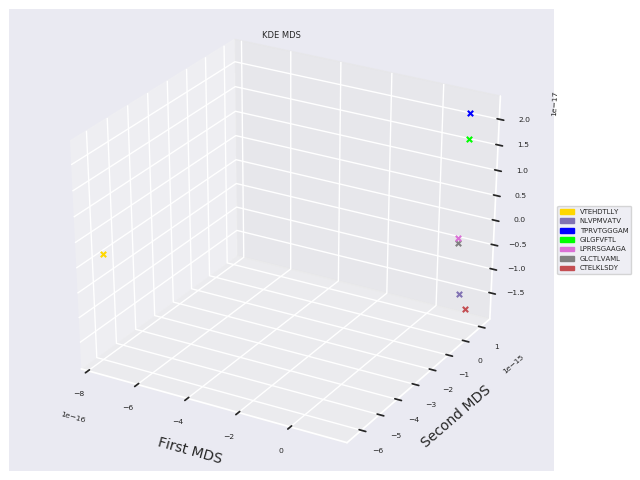 KDE MDS
1e−17
2.0
1.5
1.0
0.5
0.0
−0.5
−1.0
−1.5
VTEHDTLLY
NLVPMVATV
TPRVTGGGAM
GILGFVFTL
LPRRSGAAGA
GLCTLVAML
CTELKLSDY
1
0
−1
−2
−3
−4
−5
−6
1e−15
Second MDS
−8
−6
−4
−2
0
1e−16
First MDS